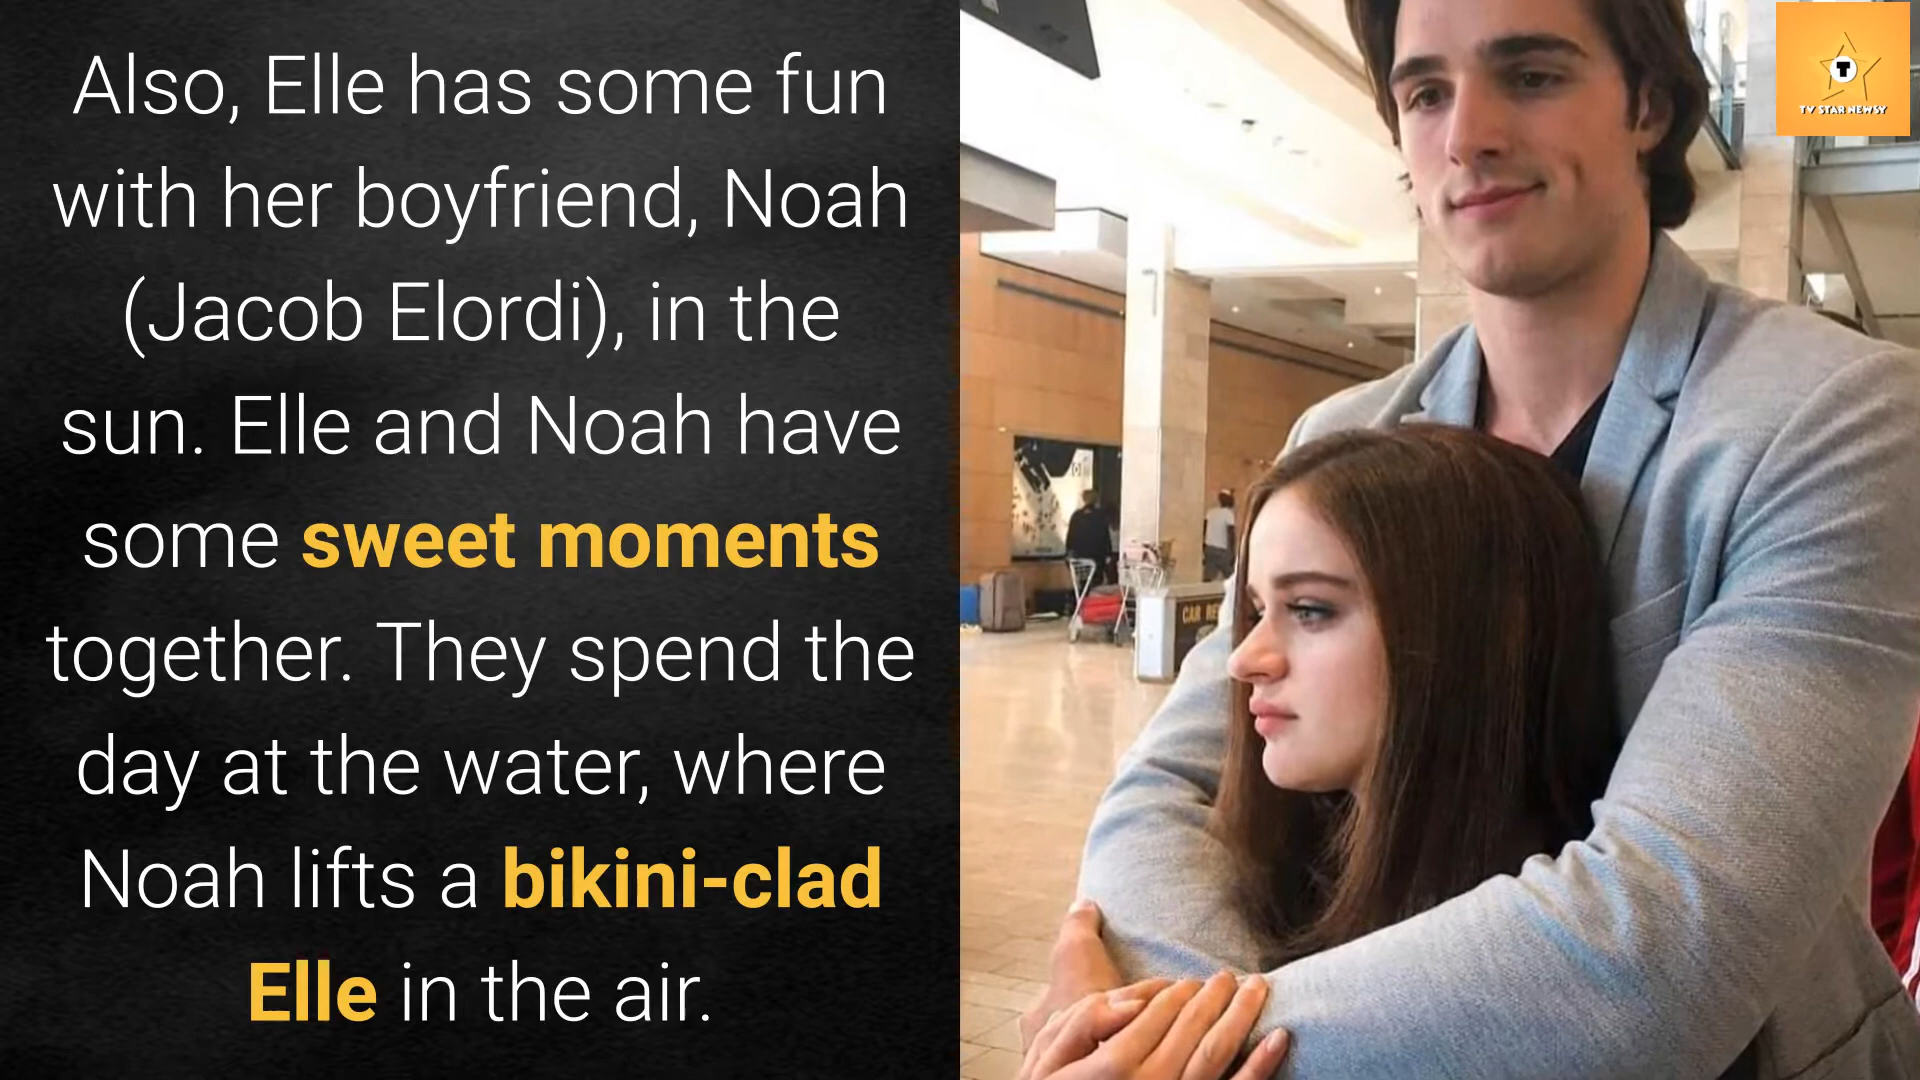 Also, Elle has some fun
with her boyfriend, Noah
(Jacob Elordi), in the
sun. Elle and Noah have
some sweet moments
together. They spend the
day at the water, where
Noah lifts a bikini-clad
Elle in the air.
T
TV STAR NEWSY
CAR RE